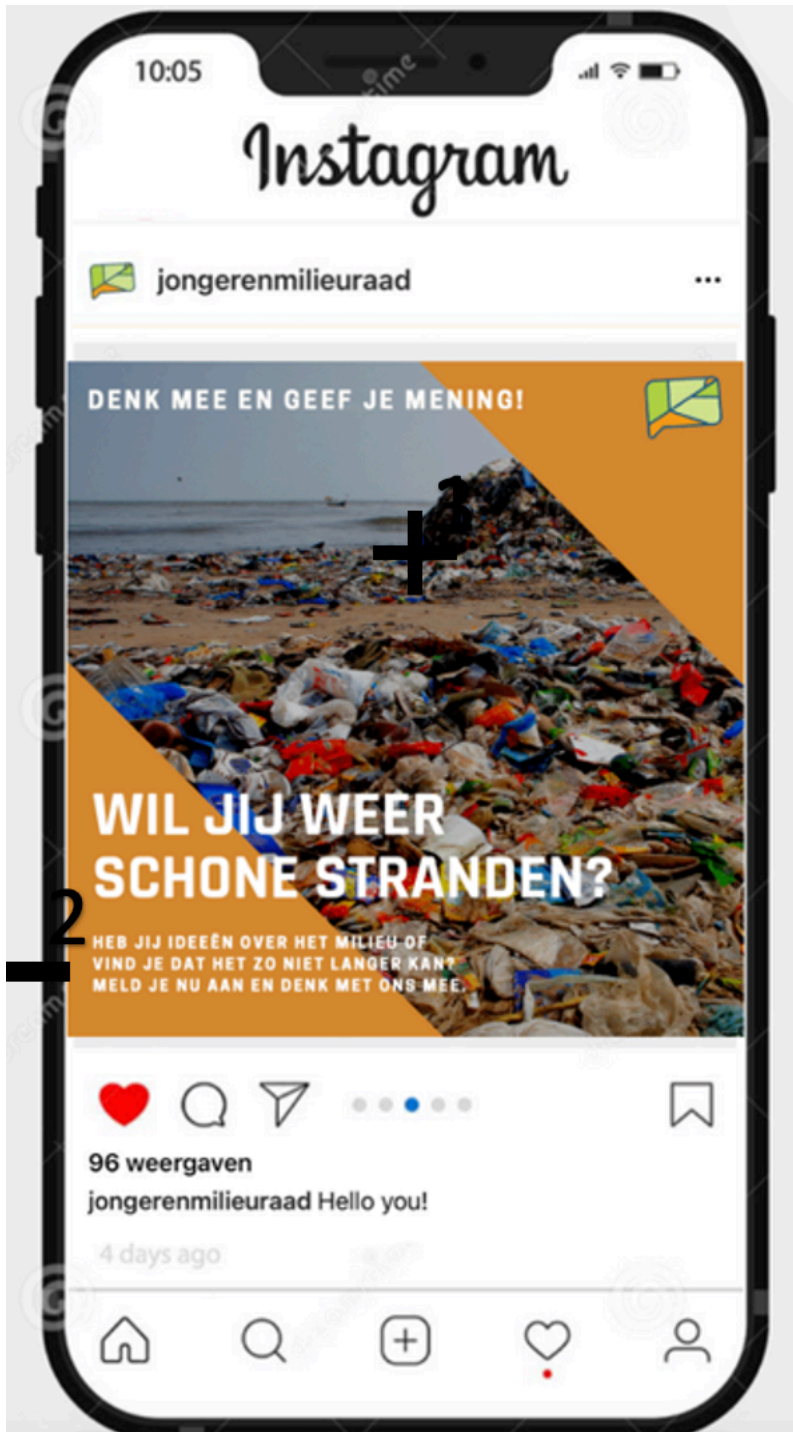 10:05
Instagram
jongerenmilieuraad
DENK MEE EN GEEF JE MENING!
1
WIL JIJ WEER
SCHONE STRANDEN?
2
HEB JIJ IDEEËN OVER HET MILIEU OF
VIND JE DAT HET ZO NIET LANGER KAN?
MELD JE NU AAN EN DENK MET ONS MEE.
96 weergaven
jongerenmilieuraad Hello you!
4 days ago